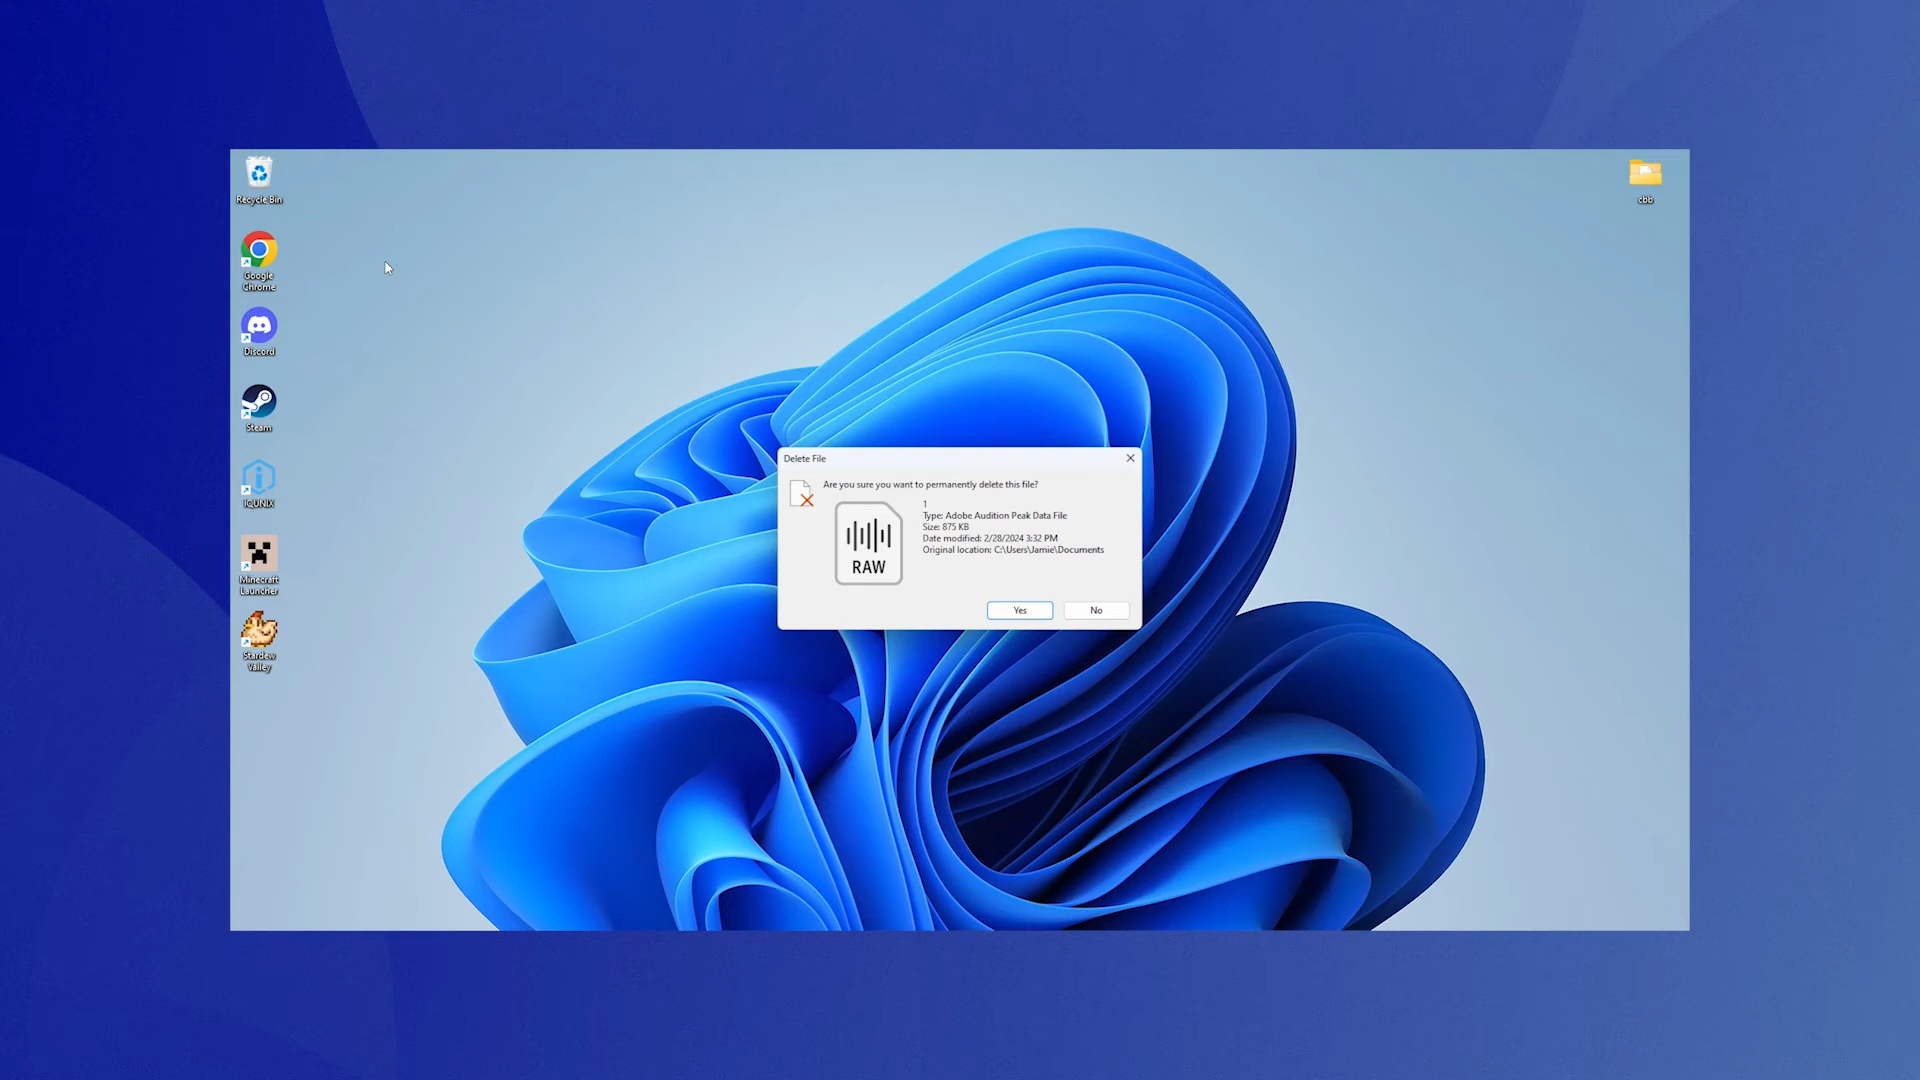 Recycle Bin
Google
Chrome
Discord
Steam
IQUNIX
Minecraft
Launcher
Stardew
Valley
cbb
Delete File
Are you sure you want to permanently delete this file?
RAW
1
Type: Adobe Audition Peak Data File
Size: 875 KB
Date modified: 2/28/2024 3:32 PM
Original location: C:\Users\Jamie\Documents
Yes
No